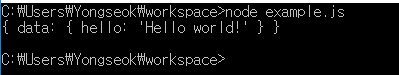 C:₩Users₩Yongseok₩workspace>node example.js
{ data: { hello: 'Hello world!' } }
C:₩Users₩Yongseok₩workspace>